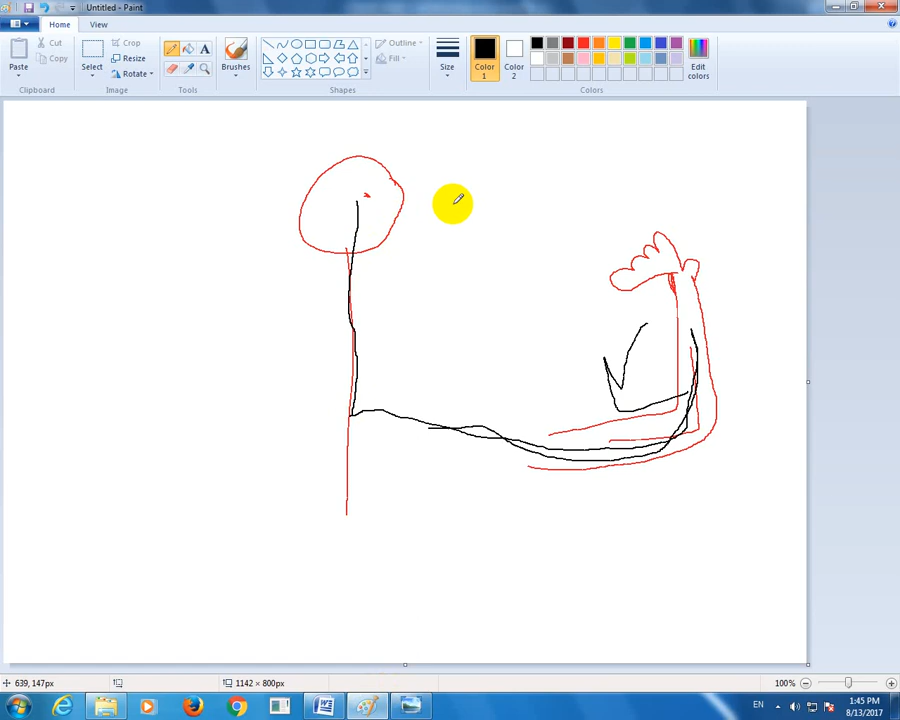 Untitled - Paint
Home View
Cut Crop Outline
Copy Resize Fill
Paste Select Rotate Brushes Size Color 1 Color 2 Edit colors
Clipboard Image Tools Shapes Colors
639, 147px 1142 × 800px 100%
EN 1:45 PM
8/13/2017